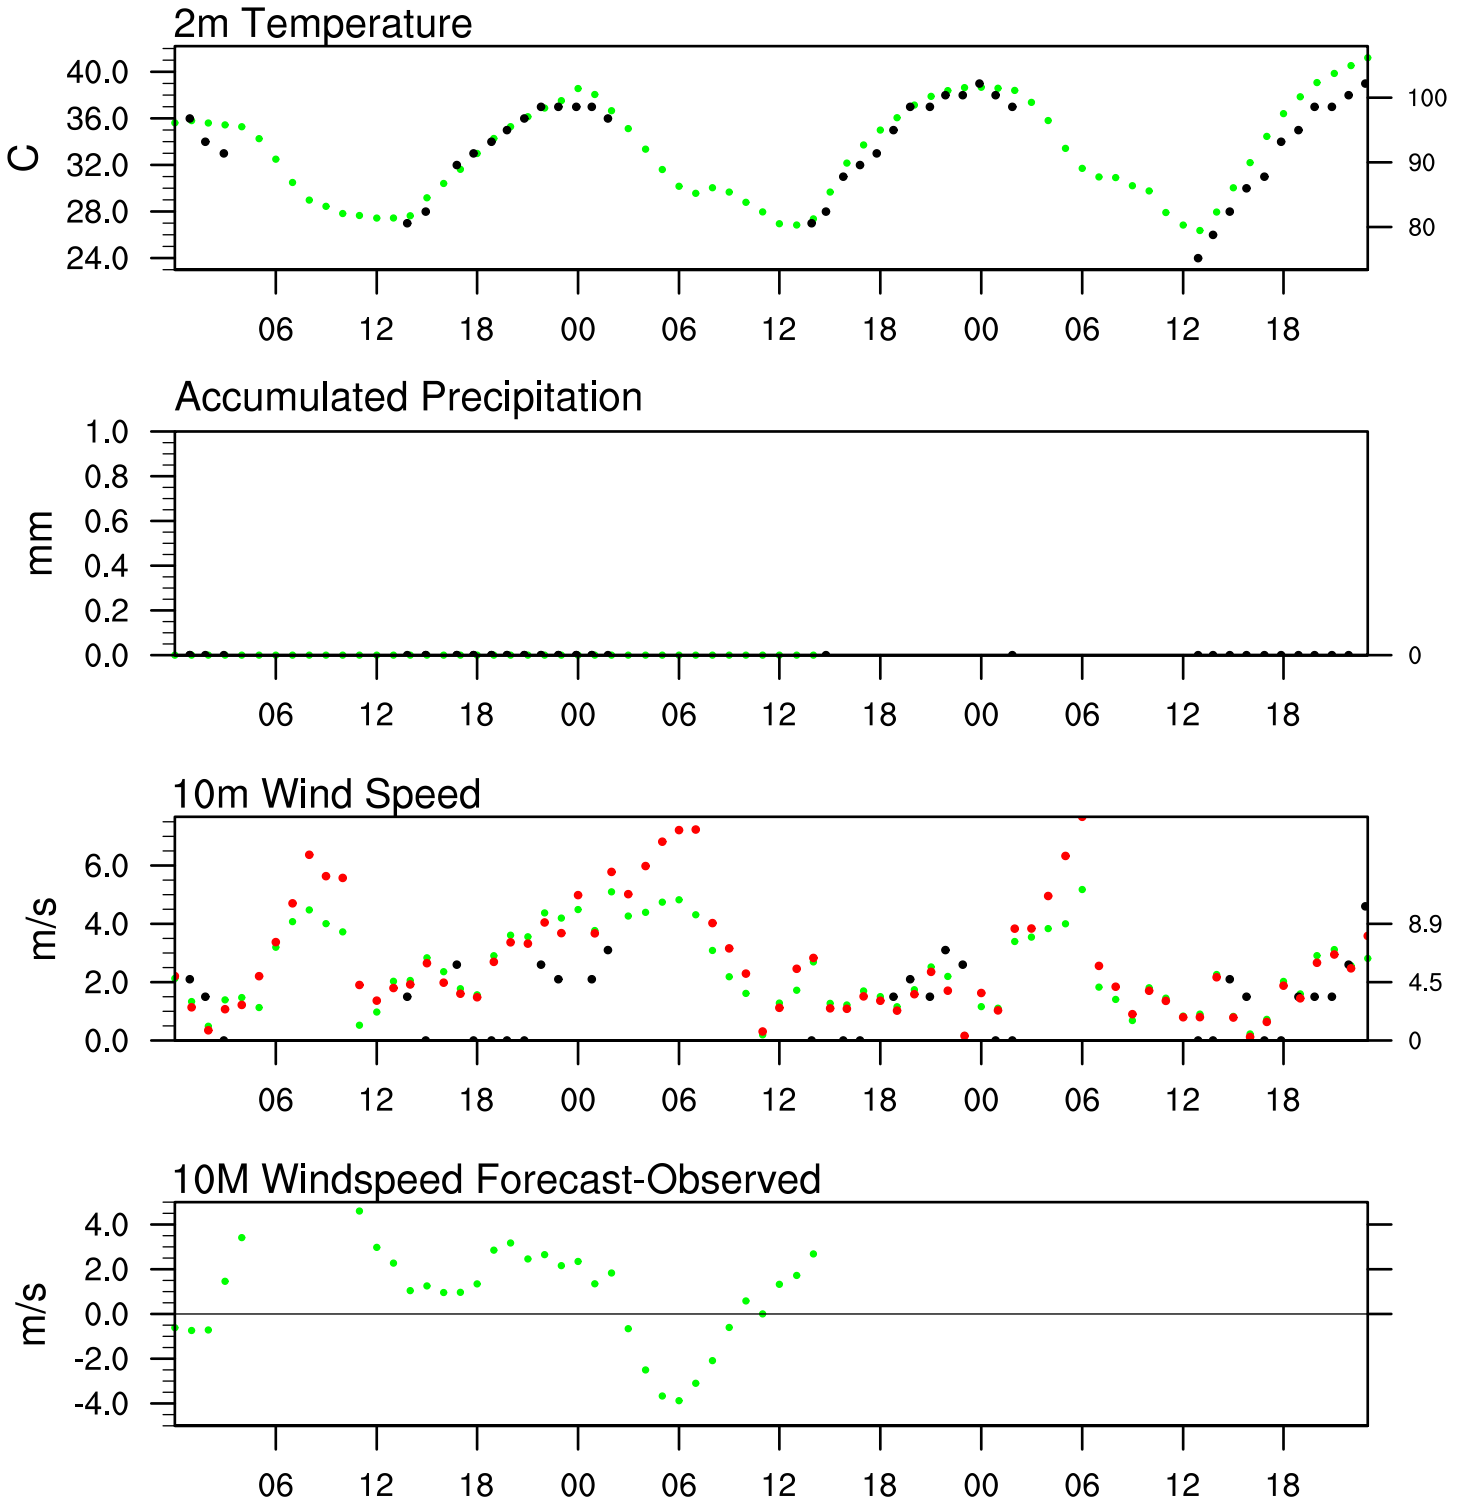 2m Temperature
40.0
36.0
32.0
28.0
24.0
C
100
90
80
06 12 18 00 06 12 18 00 06 12 18
Accumulated Precipitation
1.0
0.8
0.6
0.4
0.2
0.0
mm
0
06 12 18 00 06 12 18 00 06 12 18
10m Wind Speed
6.0
4.0
2.0
0.0
m/s
8.9
4.5
0
06 12 18 00 06 12 18 00 06 12 18
10M Windspeed Forecast-Observed
4.0
2.0
0.0
-2.0
-4.0
m/s
06 12 18 00 06 12 18 00 06 12 18